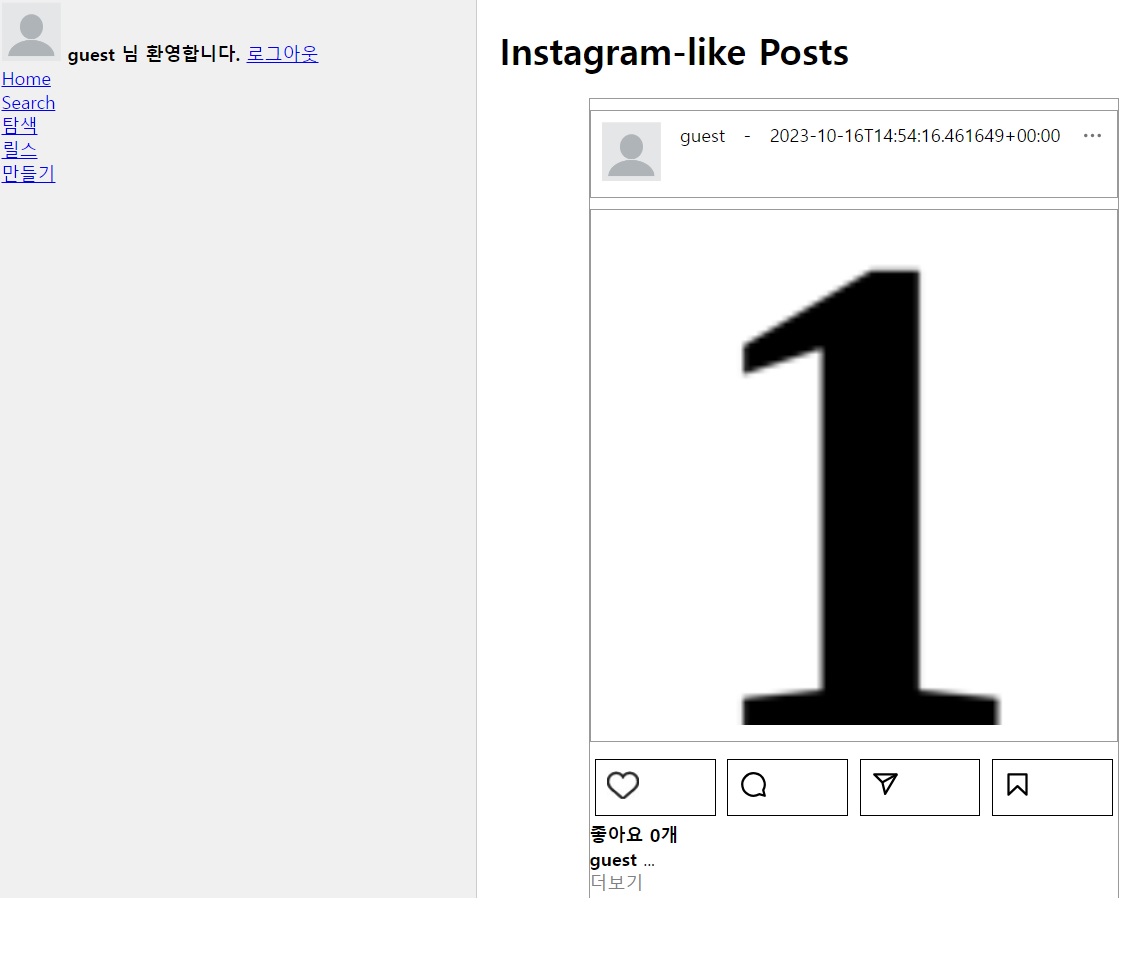 guest 님 환영합니다. 로그아웃
Home
Search
탐색
릴스
만들기
Instagram-like Posts
guest - 2023-10-16T14:54:16.461649+00:00 ···
1
좋아요 0개
guest ...
더보기